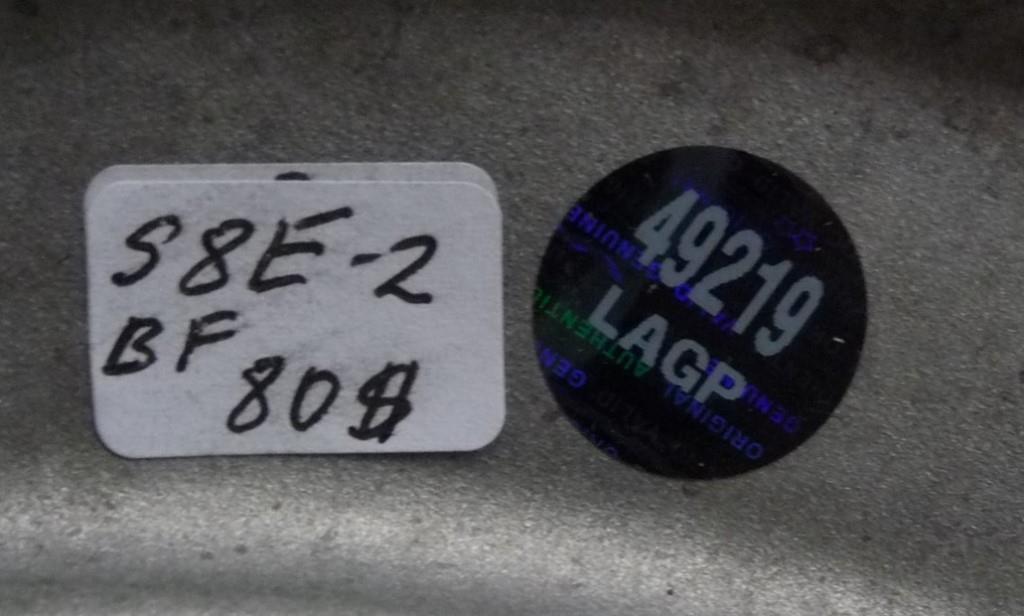 S8E-2
BF
80$
49219
LAGP
GENUINE
AUTHENTIC
ORIGINAL